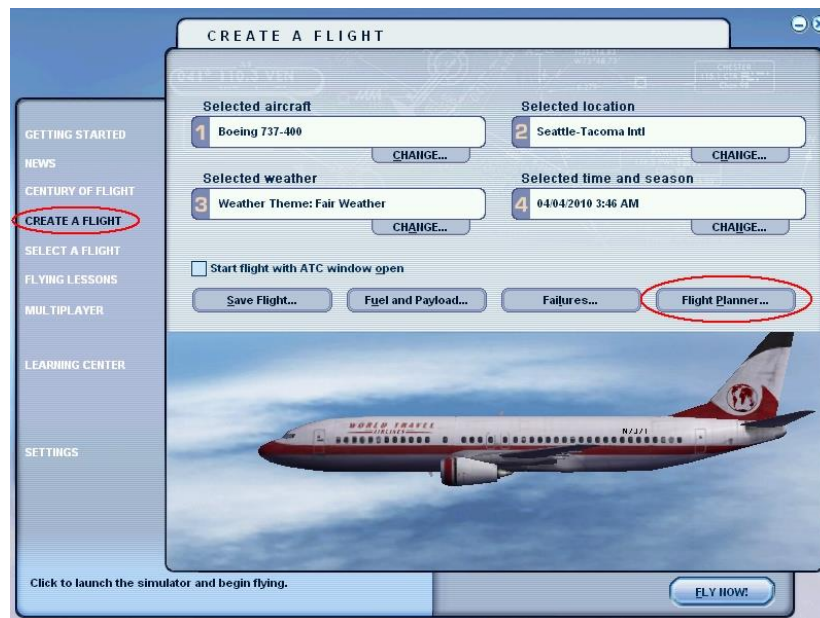 CREATE A FLIGHT
GETTING STARTED
NEWS
CENTURY OF FLIGHT
CREATE A FLIGHT
SELECT A FLIGHT
FLYING LESSONS
MULTIPLAYER
LEARNING CENTER
SETTINGS
Selected aircraft
1 Boeing 737-400
CHANGE...
Selected location
2 Seattle-Tacoma Intl
CHANGE...
Selected weather
3 Weather Theme: Fair Weather
CHANGE...
Selected time and season
4 04/04/2010 3:46 AM
CHANGE...
Start flight with ATC window open
Save Flight...
Fuel and Payload...
Failures...
Flight Planner...
WORLD TRAVEL
AIRLINES
Click to launch the simulator and begin flying.
FLY NOW!